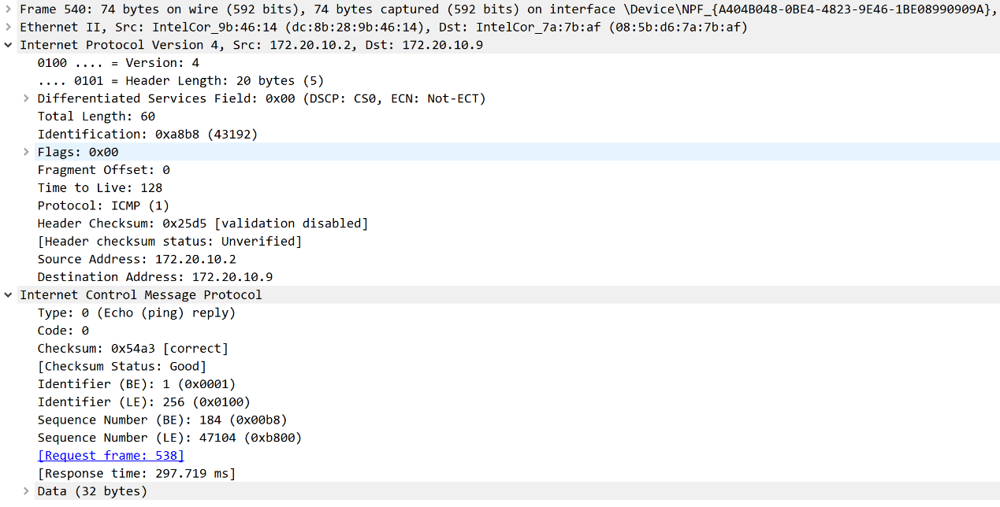 Frame 540: 74 bytes on wire (592 bits), 74 bytes captured (592 bits) on interface \Device\NPF_{A404B048-0BE4-4823-9E46-1BE08990909A},
Ethernet II, Src: IntelCor_9b:46:14 (dc:8b:28:9b:46:14), Dst: IntelCor_7a:7b:af (08:5b:d6:7a:7b:af)
Internet Protocol Version 4, Src: 172.20.10.2, Dst: 172.20.10.9
0100 .... = Version: 4
.... 0101 = Header Length: 20 bytes (5)
Differentiated Services Field: 0x00 (DSCP: CS0, ECN: Not-ECT)
Total Length: 60
Identification: 0xa8b8 (43192)
Flags: 0x00
Fragment Offset: 0
Time to Live: 128
Protocol: ICMP (1)
Header Checksum: 0x25d5 [validation disabled]
[Header checksum status: Unverified]
Source Address: 172.20.10.2
Destination Address: 172.20.10.9
Internet Control Message Protocol
Type: 0 (Echo (ping) reply)
Code: 0
Checksum: 0x54a3 [correct]
[Checksum Status: Good]
Identifier (BE): 1 (0x0001)
Identifier (LE): 256 (0x0100)
Sequence Number (BE): 184 (0x00b8)
Sequence Number (LE): 47104 (0xb800)
[Request frame: 538]
[Response time: 297.719 ms]
Data (32 bytes)